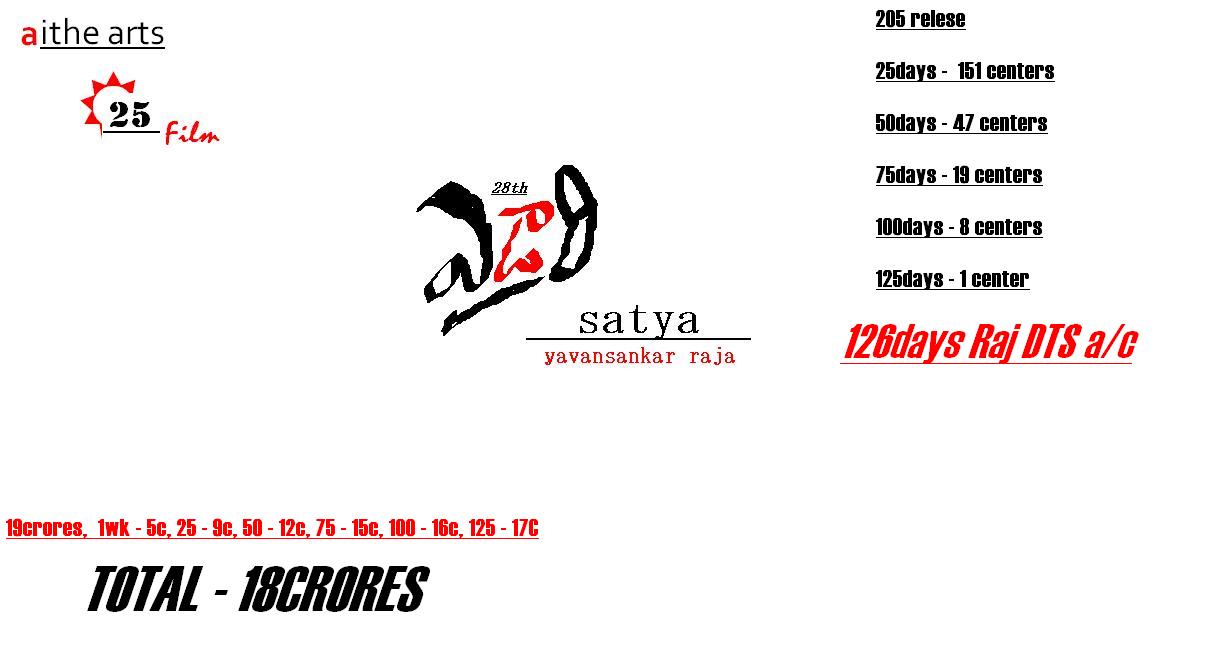 aithe arts
25 Film
28th
ఎడారి
satya
yavansankar raja
205 relese
25days - 151 centers
50days - 47 centers
75days - 19 centers
100days - 8 centers
125days - 1 center
126days Raj DTS a/c
19crores, 1wk - 5c, 25 - 9c, 50 - 12c, 75 - 15c, 100 - 16c, 125 - 17C
TOTAL - 18CRORES